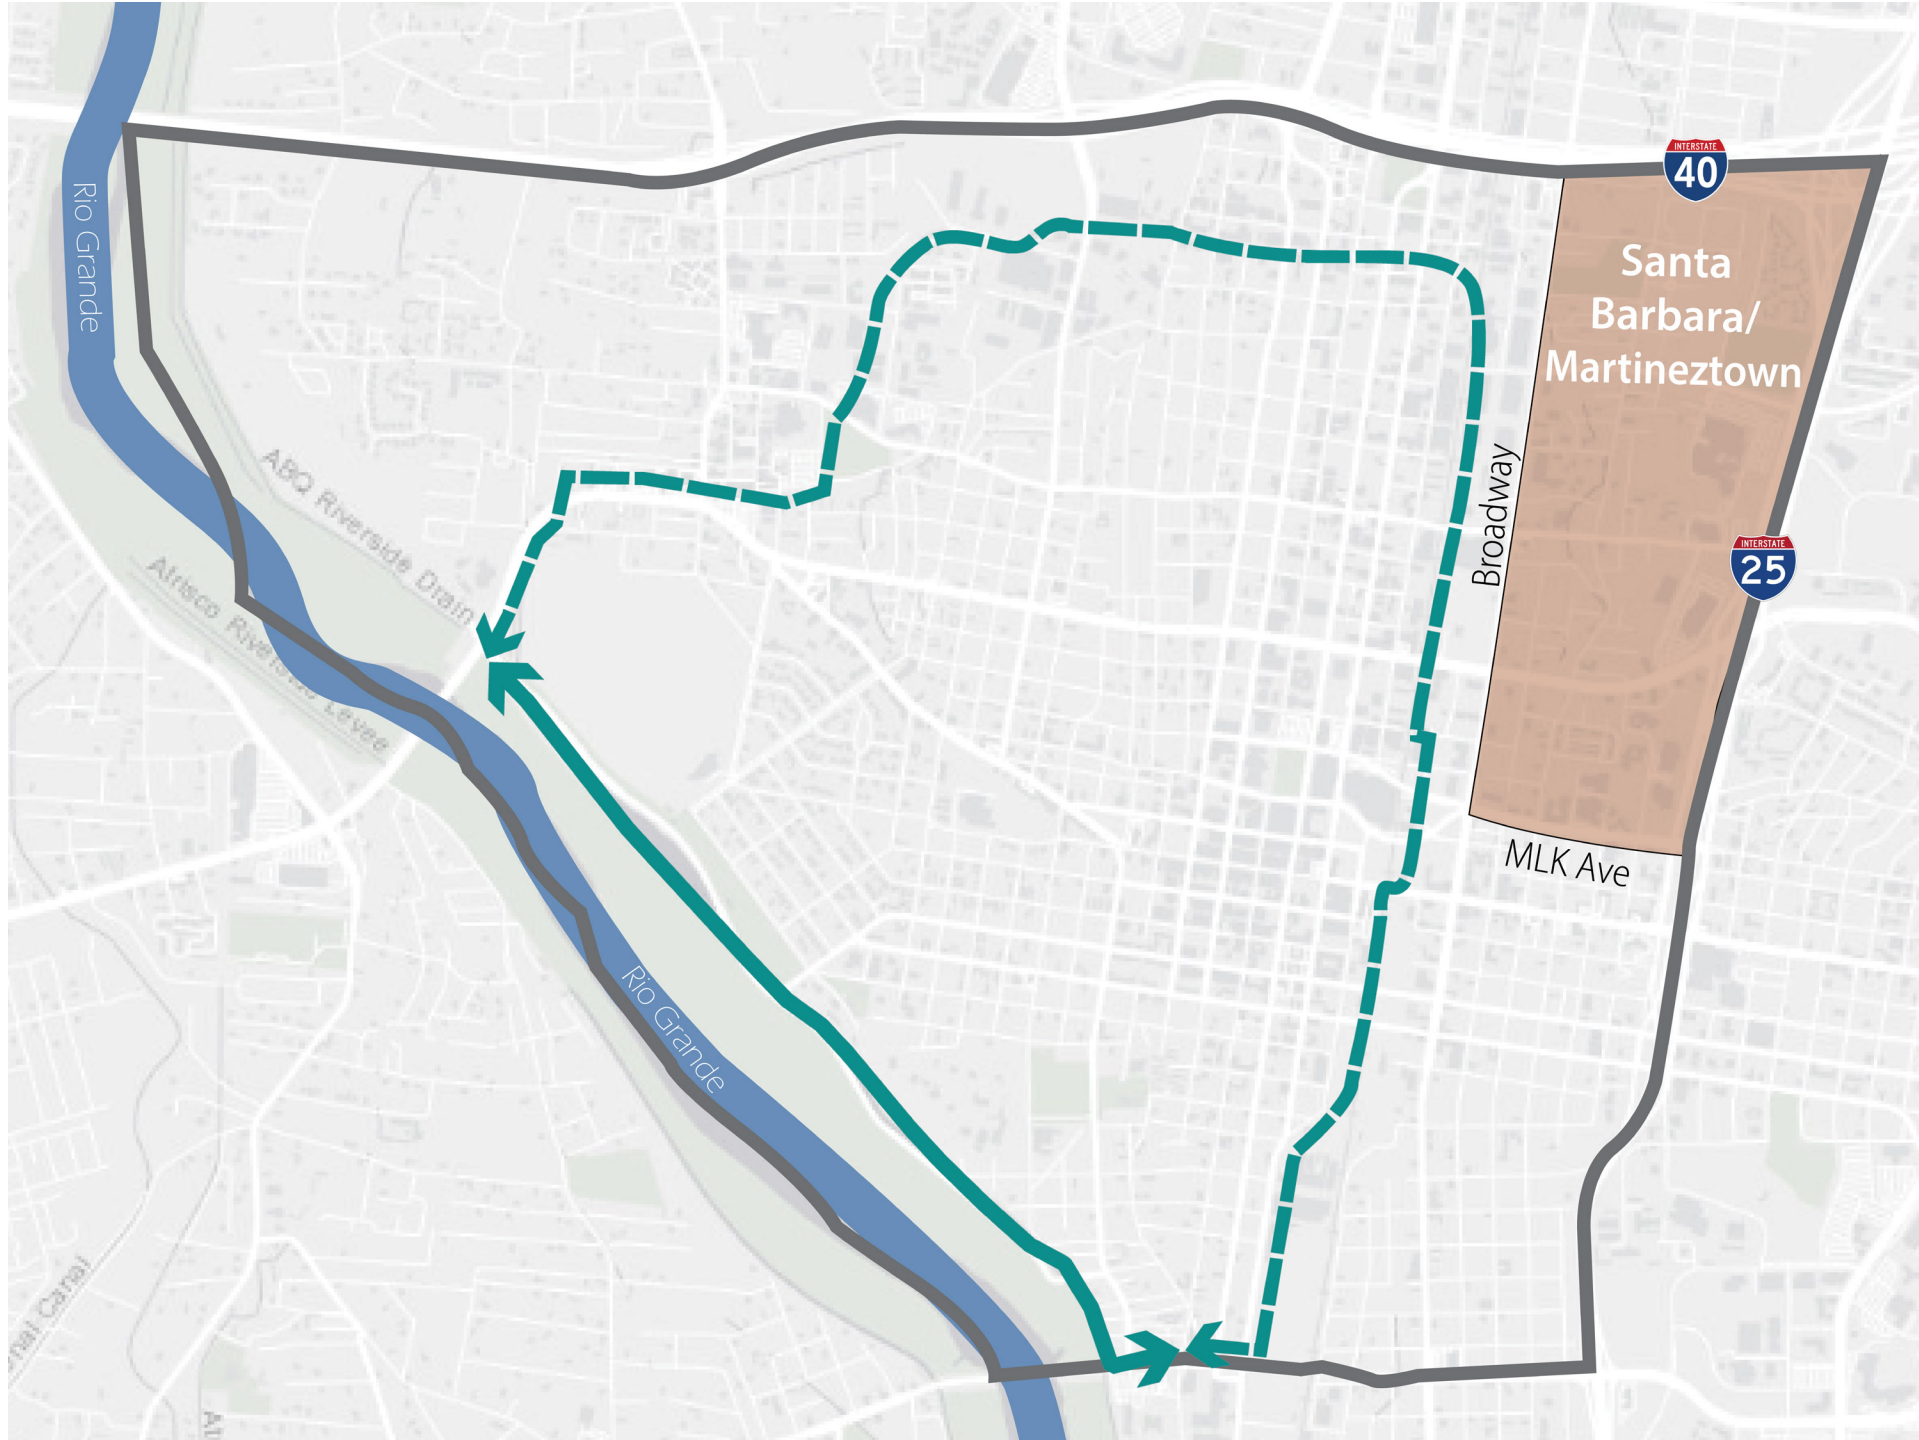 INTERSTATE
40
Santa
Barbara/
Martineztown
Rio Grande
Broadway
ABQ Riverside Drain
INTERSTATE
25
Atrisco Riverside Levee
MLK Ave
Rio Grande
Canal